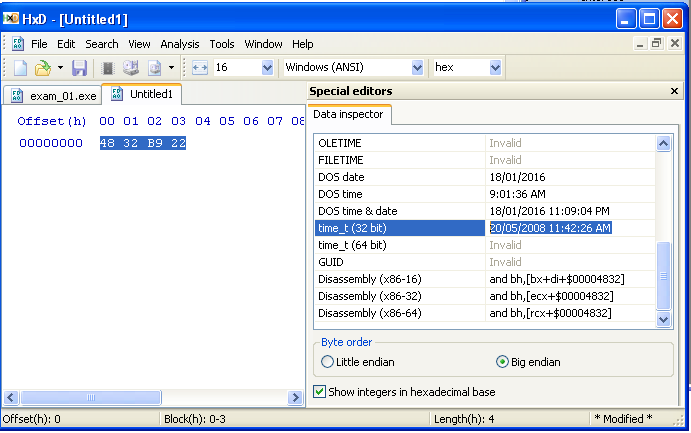 HxD - [Untitled1]
File Edit Search View Analysis Tools Window Help
16 Windows (ANSI) hex
exam_01.exe Untitled1
Special editors
Data inspector
Offset(h) 00 01 02 03 04 05 06 07 08
00000000 48 32 B9 22
OLETIME Invalid
FILETIME Invalid
DOS date 18/01/2016
DOS time 9:01:36 AM
DOS time & date 18/01/2016 11:09:04 PM
time_t (32 bit) 20/05/2008 11:42:26 AM
time_t (64 bit) Invalid
GUID Invalid
Disassembly (x86-16) and bh,[bx+di+$00004832]
Disassembly (x86-32) and bh,[ecx+$00004832]
Disassembly (x86-64) and bh,[rcx+$00004832]
Byte order
Little endian Big endian
Show integers in hexadecimal base
Offset(h): 0 Block(h): 0-3 Length(h): 4 * Modified *